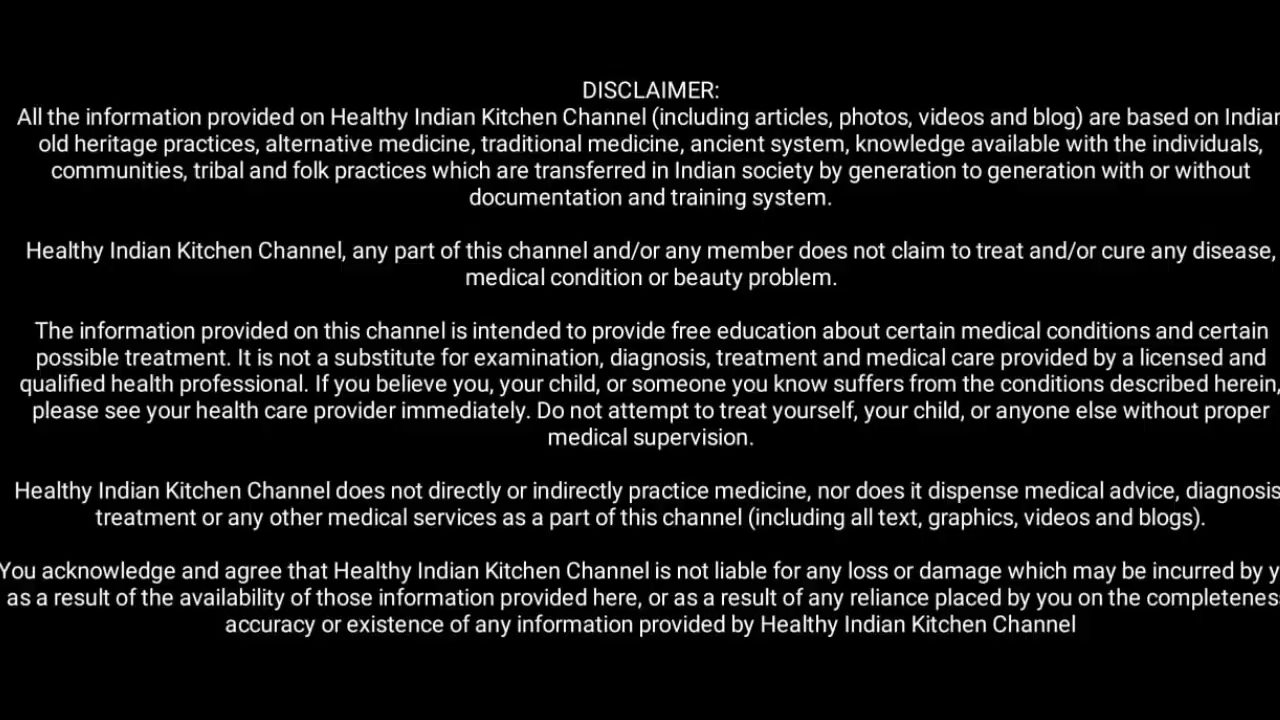 DISCLAIMER:
All the information provided on Healthy Indian Kitchen Channel (including articles, photos, videos and blog) are based on Indian
old heritage practices, alternative medicine, traditional medicine, ancient system, knowledge available with the individuals,
communities, tribal and folk practices which are transferred in Indian society by generation to generation with or without
documentation and training system.
Healthy Indian Kitchen Channel, any part of this channel and/or any member does not claim to treat and/or cure any disease,
medical condition or beauty problem.
The information provided on this channel is intended to provide free education about certain medical conditions and certain
possible treatment. It is not a substitute for examination, diagnosis, treatment and medical care provided by a licensed and
qualified health professional. If you believe you, your child, or someone you know suffers from the conditions described herein,
please see your health care provider immediately. Do not attempt to treat yourself, your child, or anyone else without proper
medical supervision.
Healthy Indian Kitchen Channel does not directly or indirectly practice medicine, nor does it dispense medical advice, diagnosis
treatment or any other medical services as a part of this channel (including all text, graphics, videos and blogs).
You acknowledge and agree that Healthy Indian Kitchen Channel is not liable for any loss or damage which may be incurred by
as a result of the availability of those information provided here, or as a result of any reliance placed by you on the
accuracy or existence of any information provided by Healthy Indian Kitchen Channel